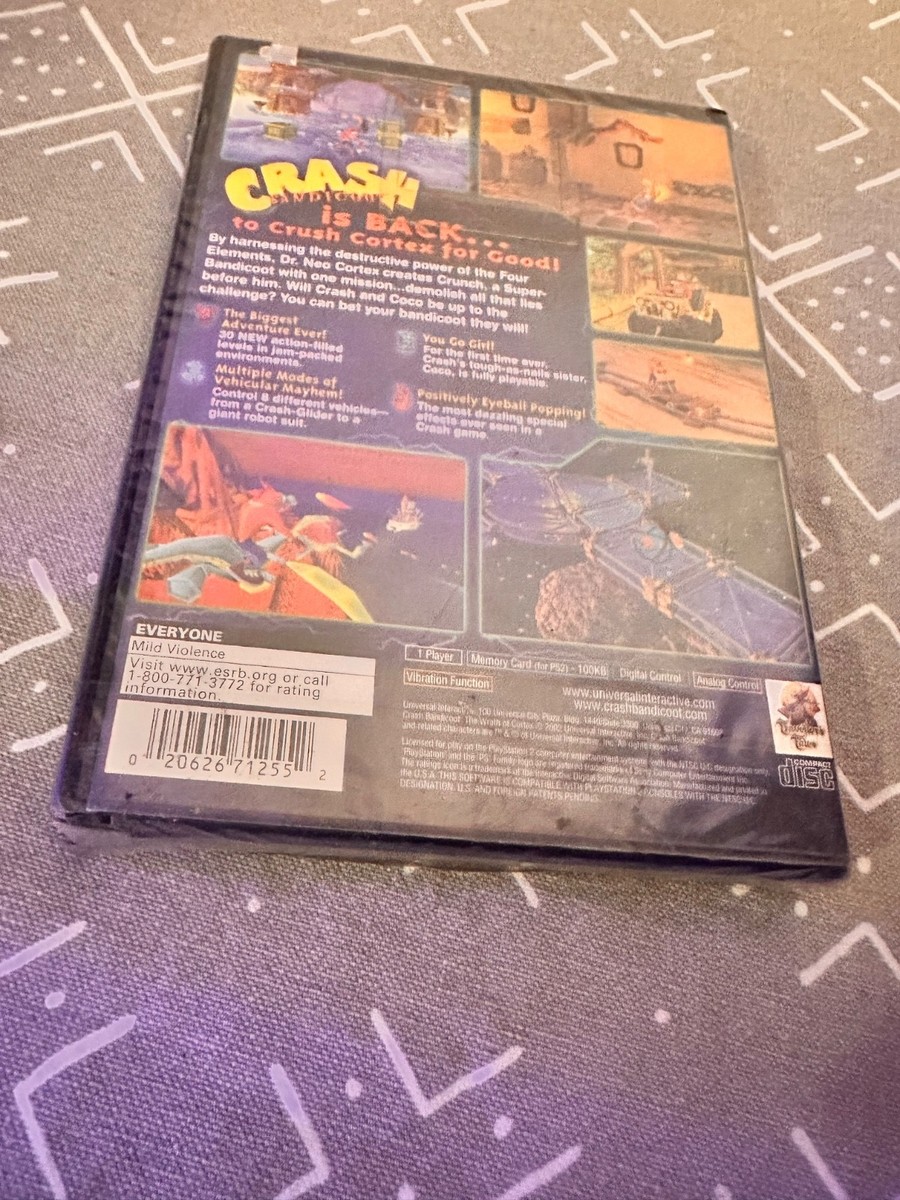 CRASH
BANDICOOT
is BACK...
to Crush Cortex for Good!
By harnessing the destructive power of the Four
Elements, Dr. Neo Cortex creates Crunch, a Super-
Bandicoot with one mission...demolish all that lies
before him. Will Crash and Coco be up to the
challenge? You can bet your bandicoot they will!
The Biggest
Adventure Ever!
30 NEW action-filled
levels in jam-packed
environments.
You Go Girl!
For the first time ever,
Crash's tough-as-nails sister,
Coco, is fully playable.
Multiple Modes of
Vehicular Mayhem!
Control 8 different vehicles—
from a Crash-Glider to a
giant robot suit.
Positively Eyeball Popping!
The most dazzling special
effects ever seen in a
Crash game.
EVERYONE
Mild Violence
Visit www.esrb.org or call
1-800-771-3772 for rating
information.
0 20626 71255 2
1 Player
Memory Card (for PS2) - 100KB
Digital Control
Analog Control
Vibration Function
www.universalinteractive.com
www.crashbandicoot.com
Traveller's
Tales
COMPACT
disc